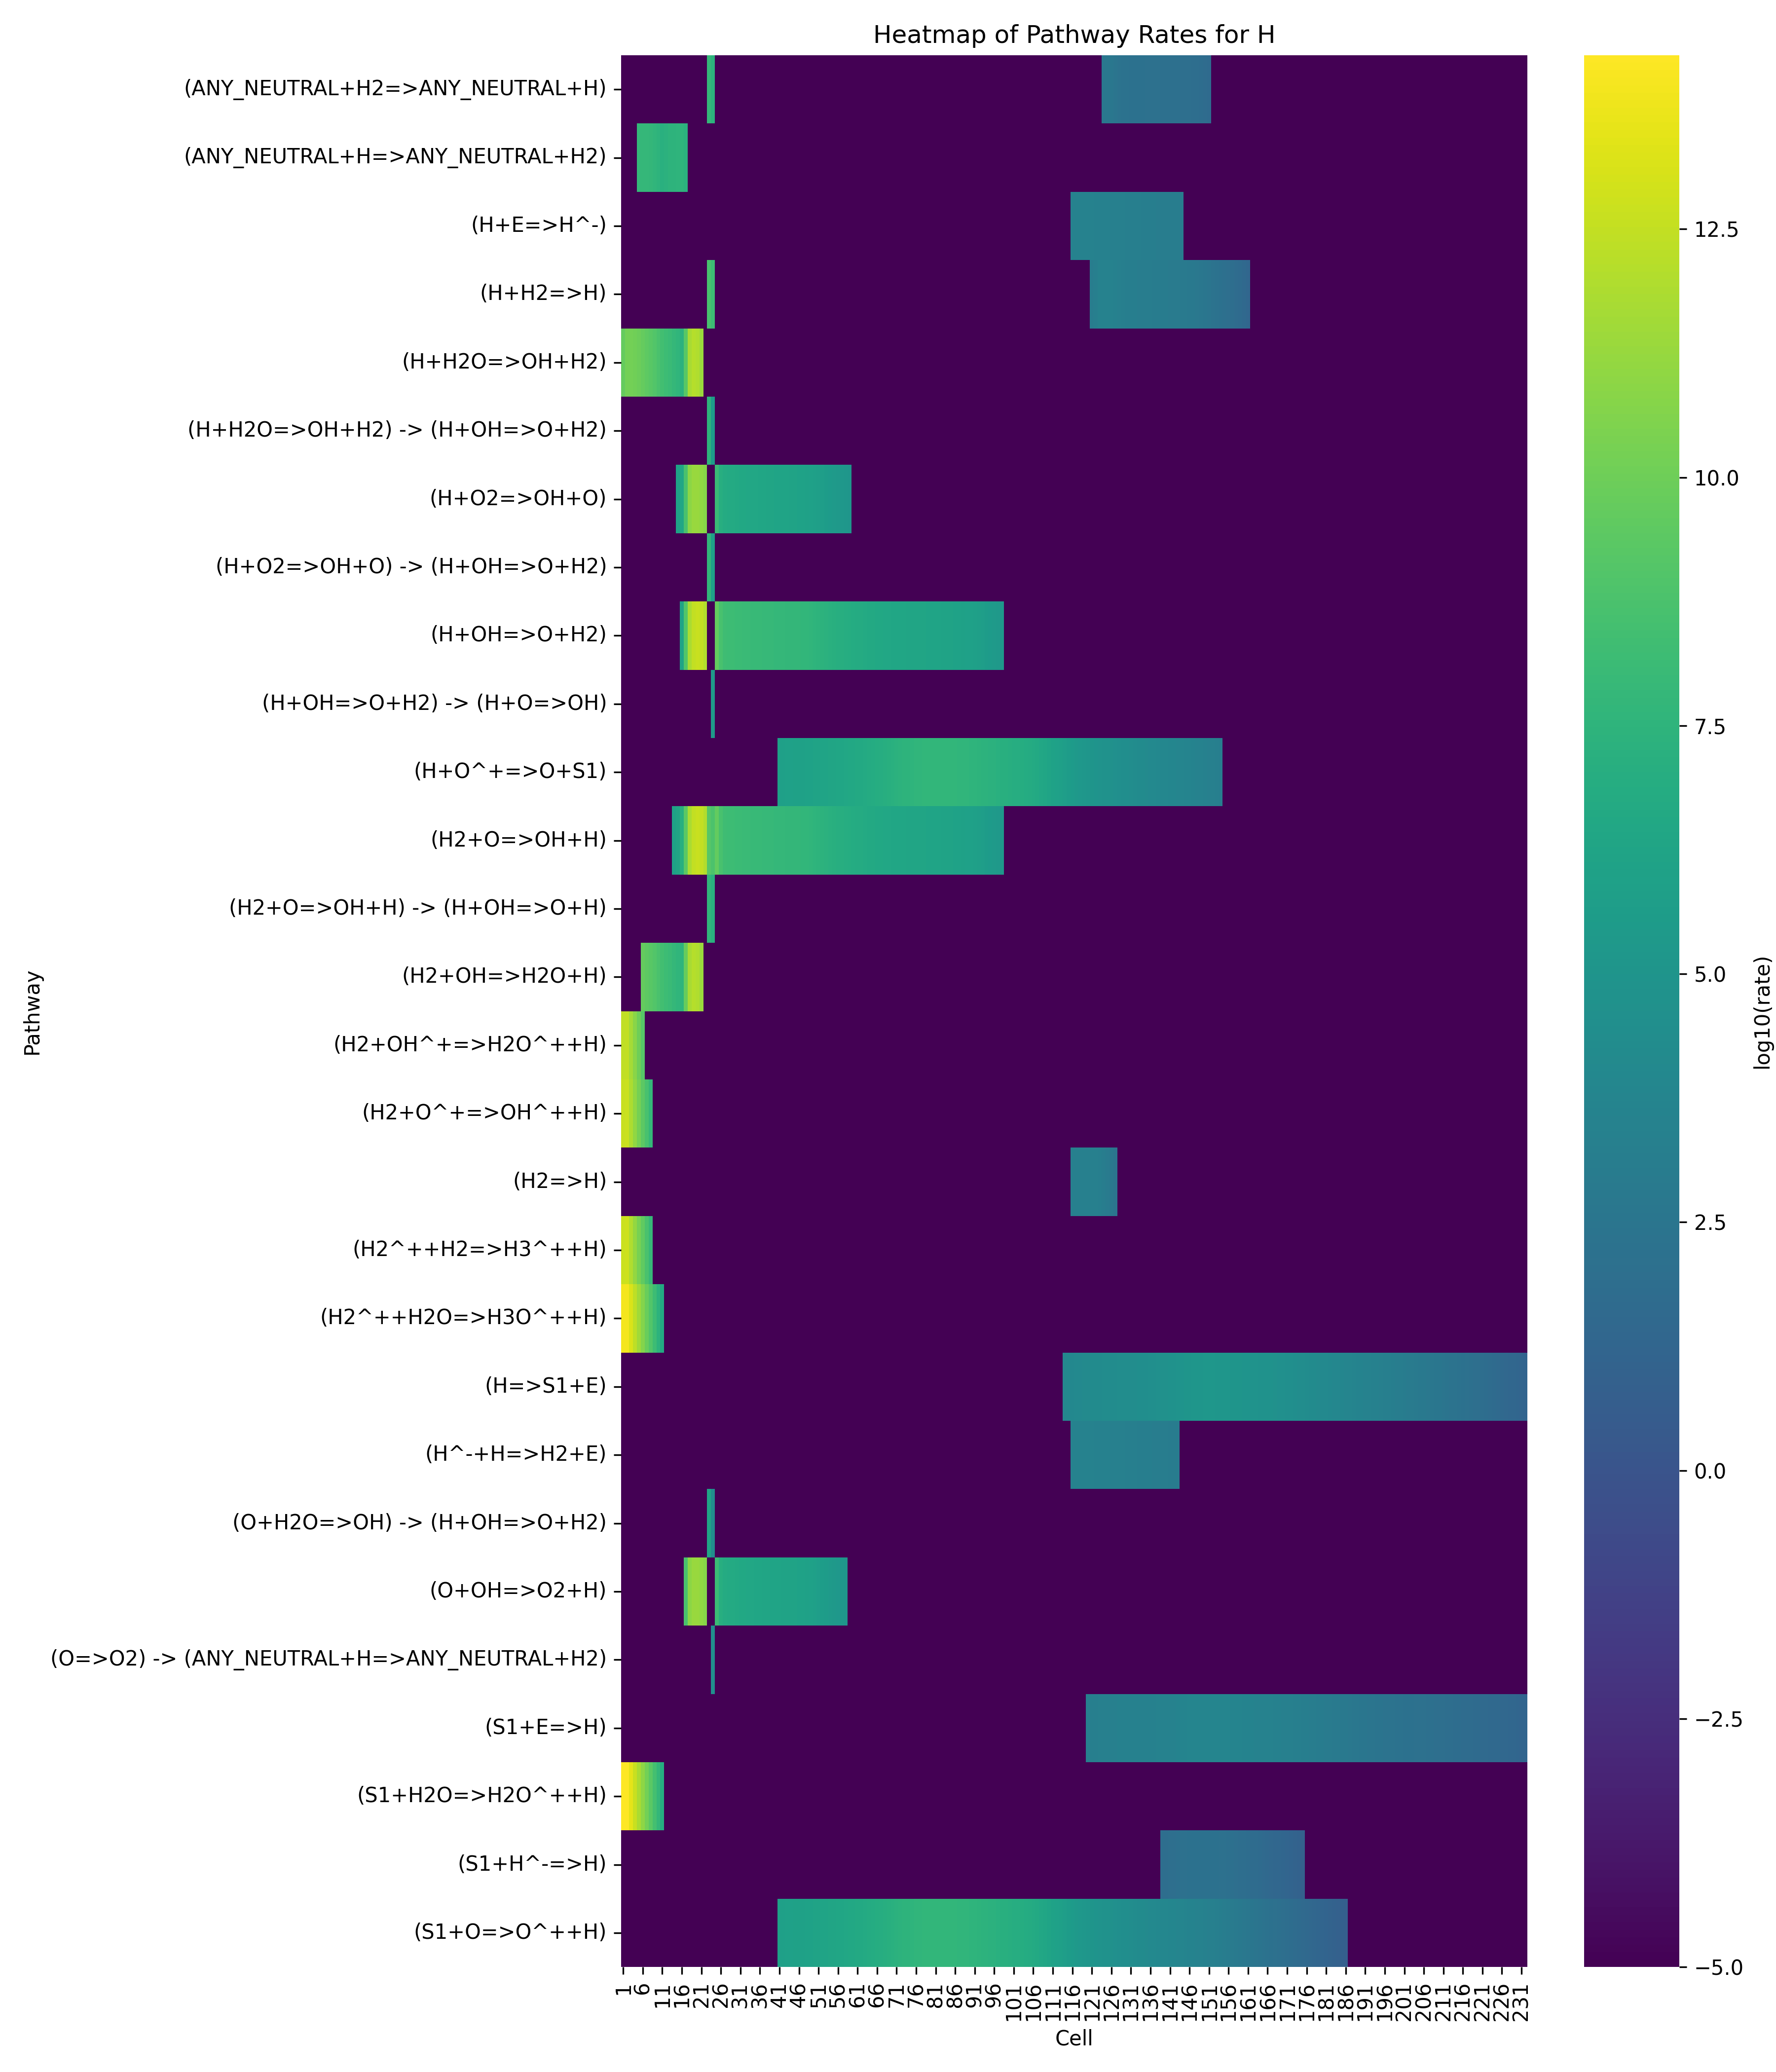 Heatmap of Pathway Rates for H
(ANY_NEUTRAL+H2=>ANY_NEUTRAL+H)
(ANY_NEUTRAL+H=>ANY_NEUTRAL+H2)
(H+E=>H^-)
(H+H2=>H)
(H+H2O=>OH+H2)
(H+H2O=>OH+H2) -> (H+OH=>O+H2)
(H+O2=>OH+O)
(H+O2=>OH+O) -> (H+OH=>O+H2)
(H+OH=>O+H2)
(H+OH=>O+H2) -> (H+O=>OH)
(H+O^+=>O+S1)
(H2+O=>OH+H)
(H2+O=>OH+H) -> (H+OH=>O+H)
(H2+OH=>H2O+H)
(H2+OH^+=>H2O^++H)
(H2+O^+=>OH^++H)
(H2=>H)
(H2^++H2=>H3^++H)
(H2^++H2O=>H3O^++H)
(H=>S1+E)
(H^-+H=>H2+E)
(O+H2O=>OH) -> (H+OH=>O+H2)
(O+OH=>O2+H)
(O=>O2) -> (ANY_NEUTRAL+H=>ANY_NEUTRAL+H2)
(S1+E=>H)
(S1+H2O=>H2O^++H)
(S1+H^-=>H)
(S1+O=>O^++H)
Pathway
1 6 11 16 21 26 31 36 41 46 51 56 61 66 71 76 81 86 91 96 101 106 111 116 121 126 131 136 141 146 151 156 161 166 171 176 181 186 191 196 201 206 211 216 221 226 231
Cell
12.5
10.0
7.5
5.0
2.5
0.0
−2.5
−5.0
log10(rate)